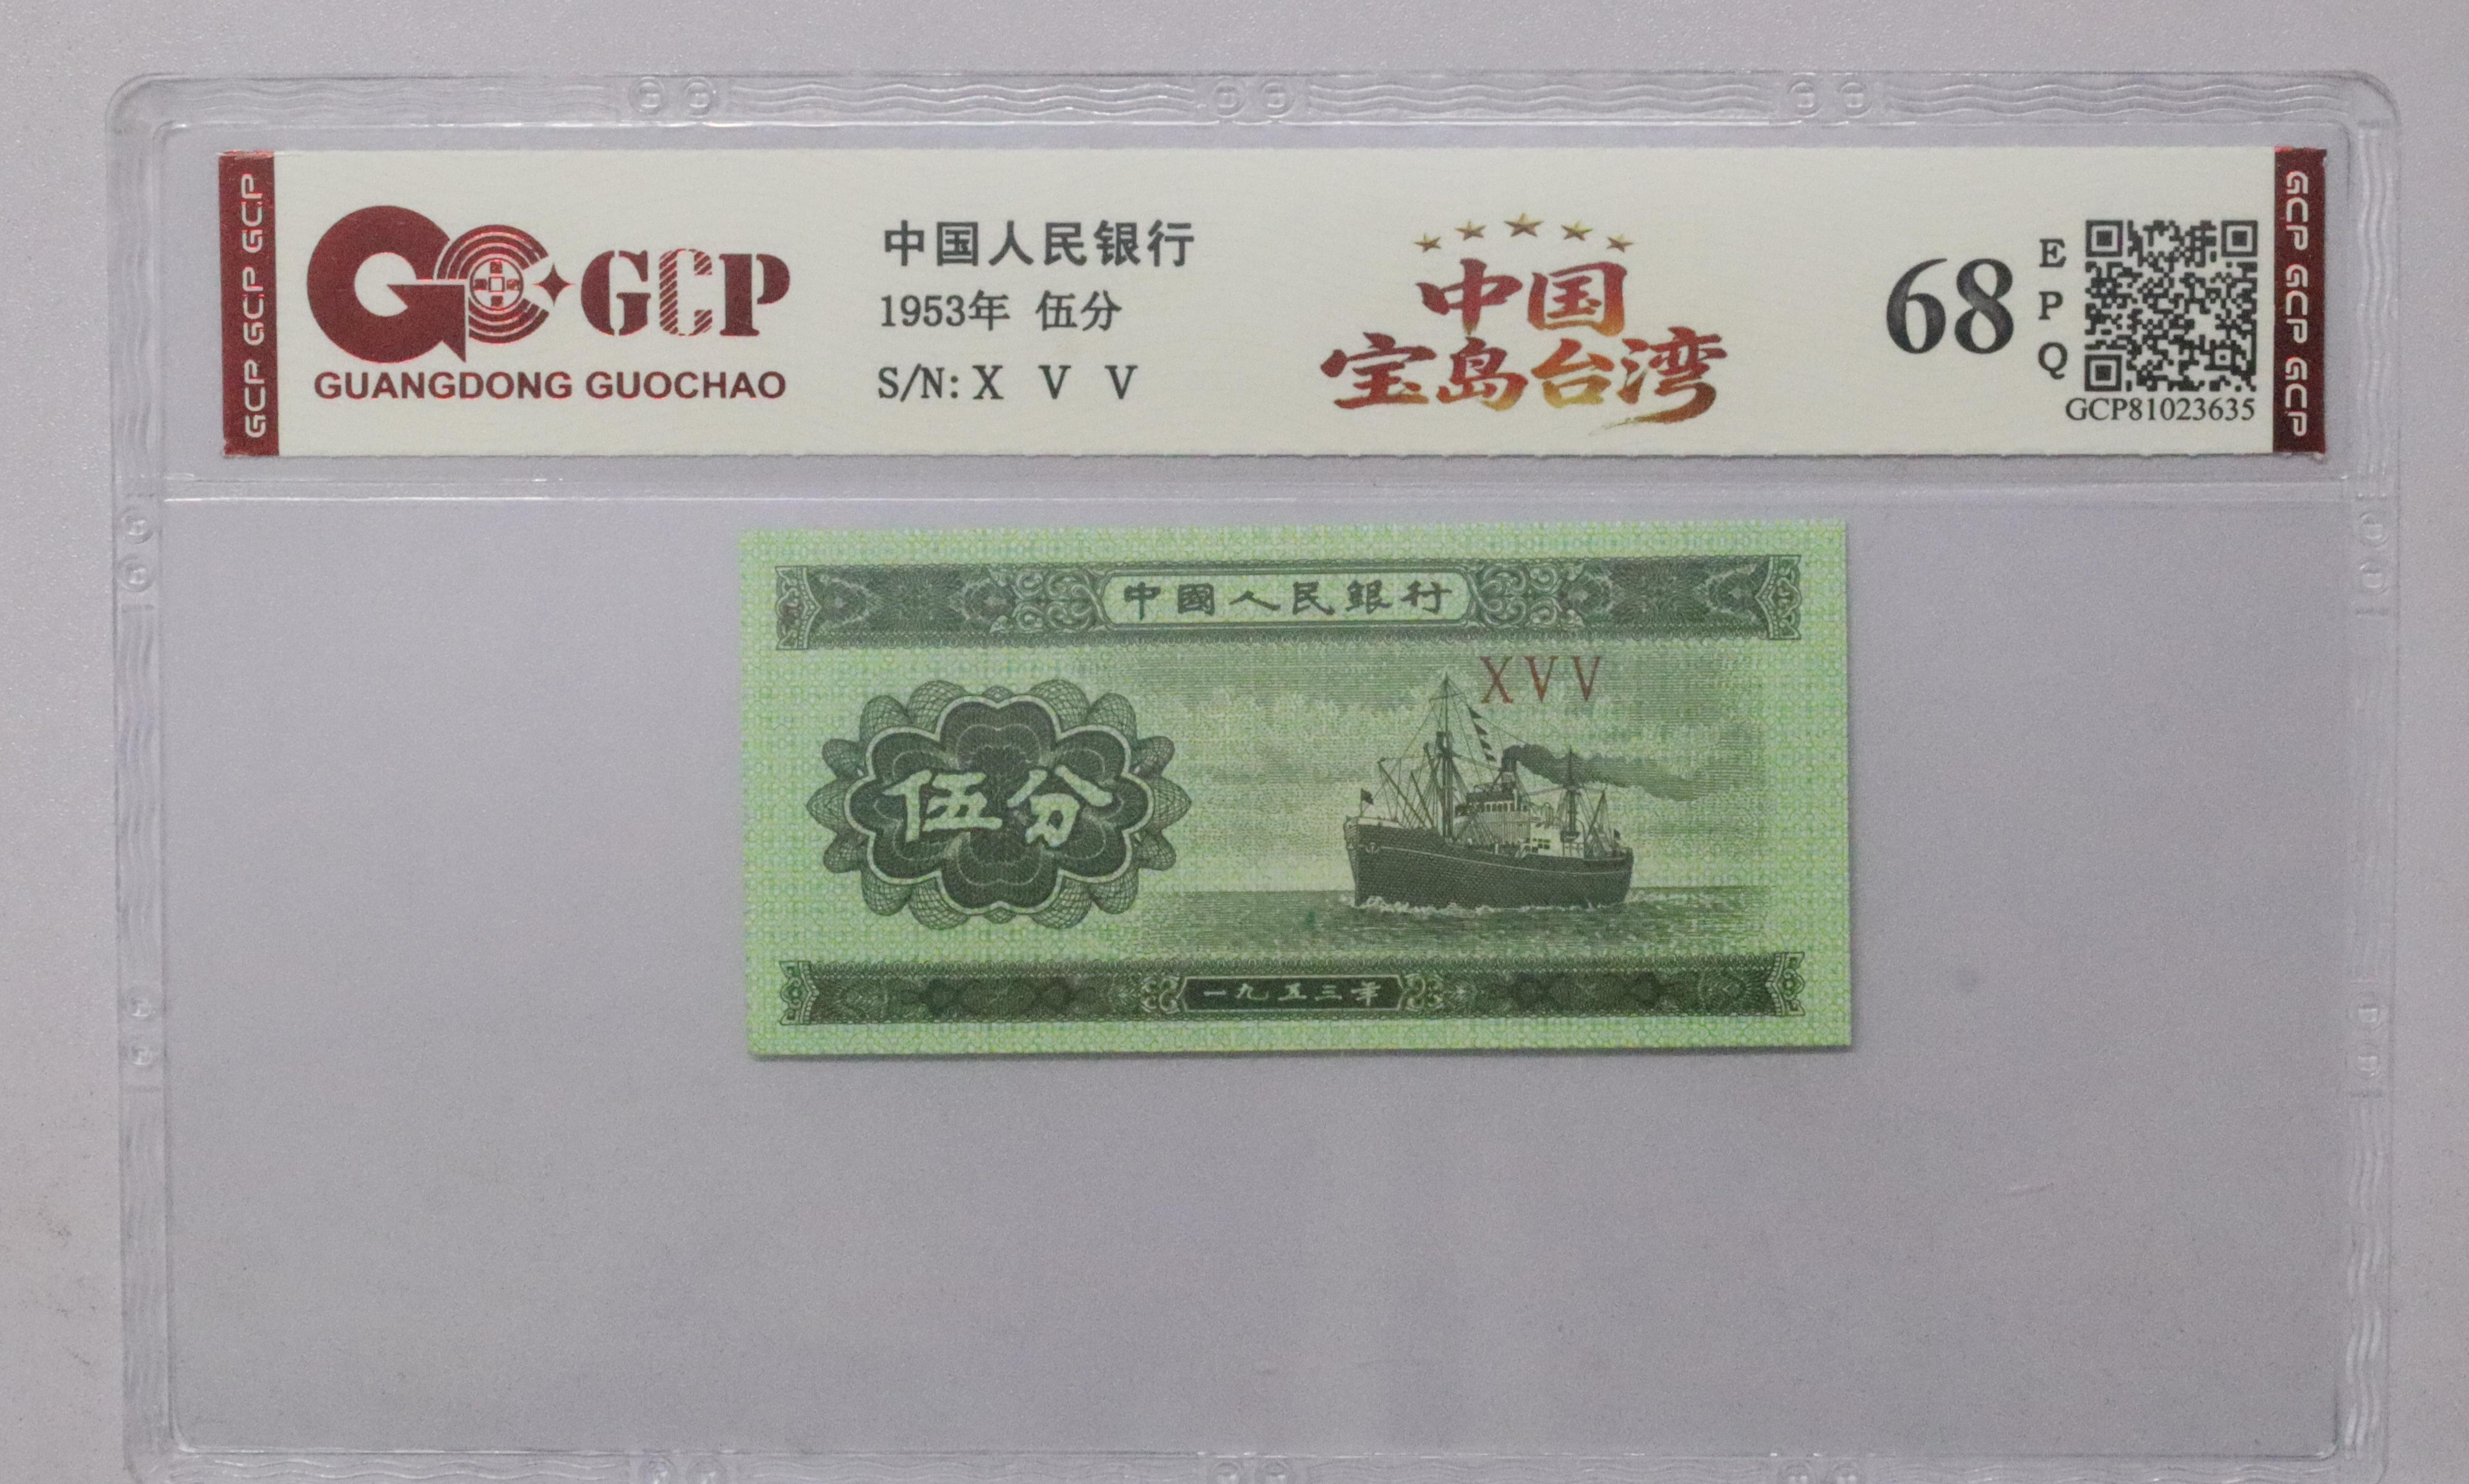 GCP GCP GCP
GCP
GUANGDONG GUOCHAO
中国人民银行
1953年 伍分
S/N: X V V
中国
宝岛台湾
68
E
P
Q
GCP81023635
GCP GCP GCP
中國人民銀行
XVV
伍分
一九五三年